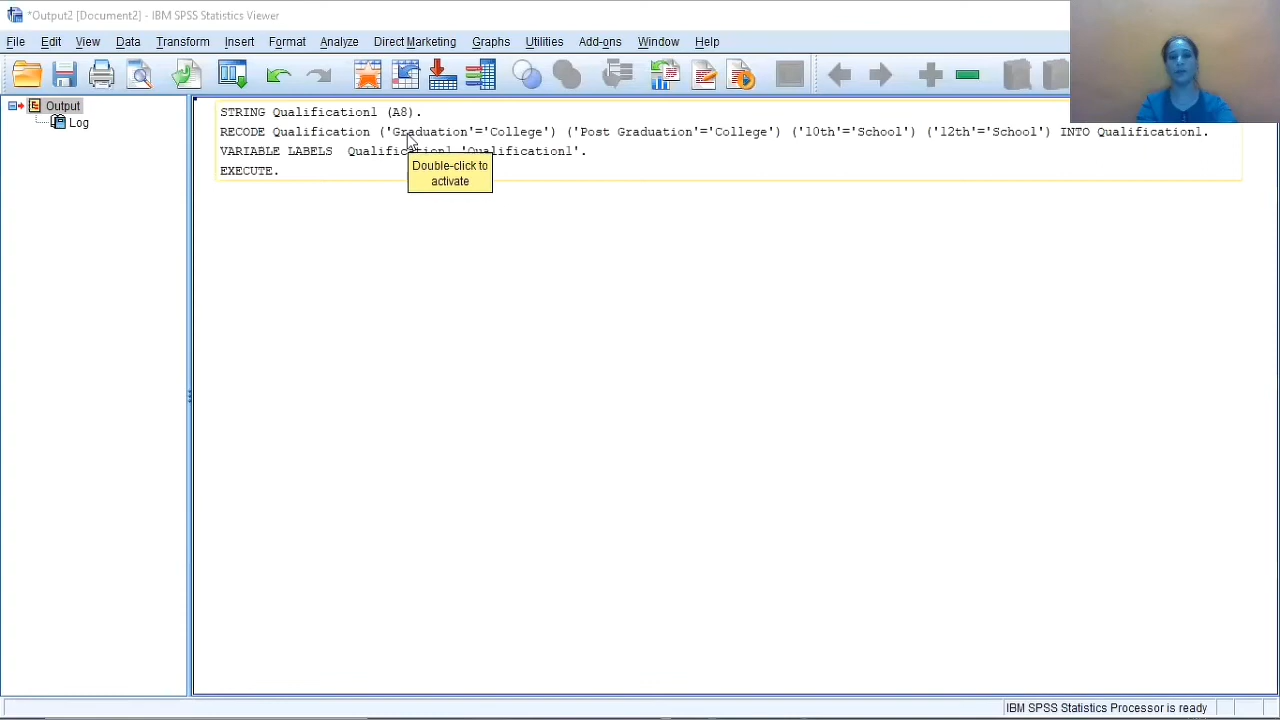 *Output2 [Document2] - IBM SPSS Statistics Viewer
File Edit View Data Transform Insert Format Analyze Direct Marketing Graphs Utilities Add-ons Window Help
Output
Log
STRING Qualification1 (A8).
RECODE Qualification ('Graduation'='College') ('Post Graduation'='College') ('10th'='School') ('12th'='School') INTO Qualification1.
VARIABLE LABELS  Qualification1 'Qualification1'.
EXECUTE.
Double-click to
activate
IBM SPSS Statistics Processor is ready